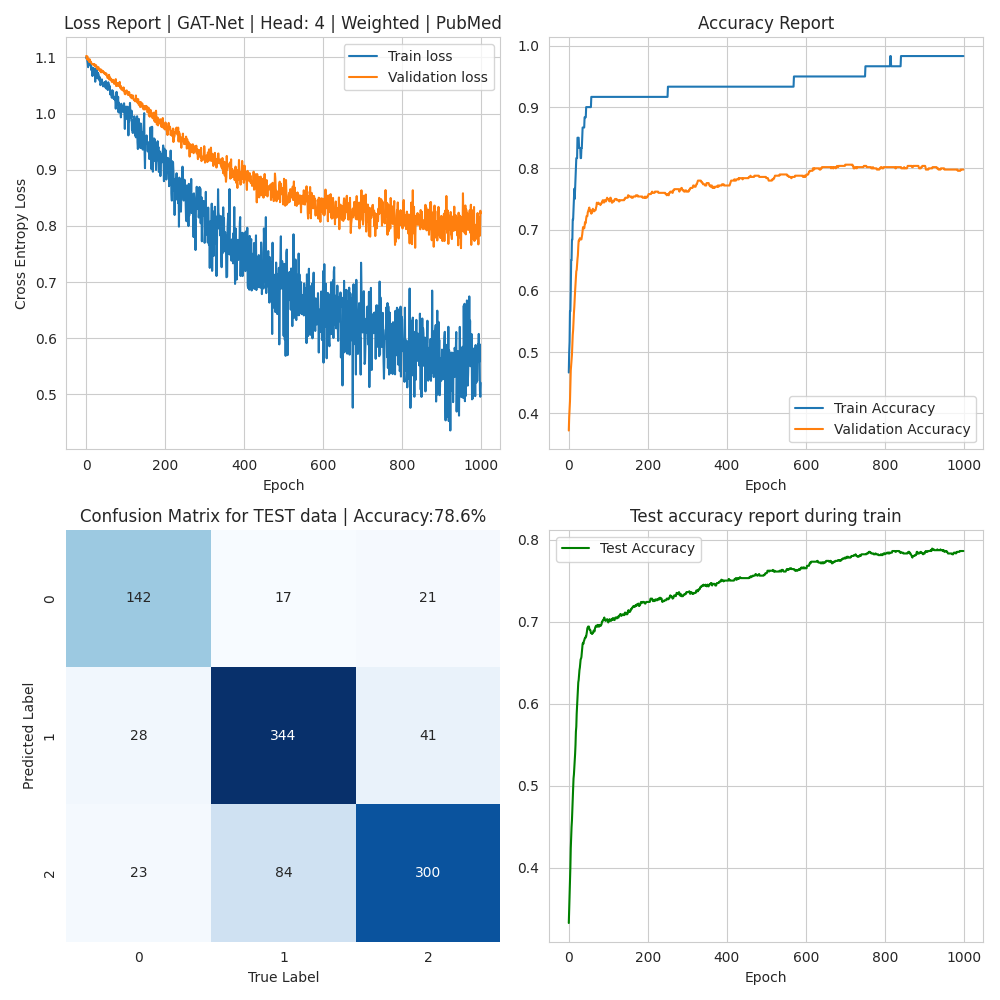 Loss Report | GAT-Net | Head: 4 | Weighted | PubMed
Train loss
Validation loss
1.1
1.0
0.9
0.8
0.7
0.6
0.5
Cross Entropy Loss
0 200 400 600 800 1000
Epoch
Accuracy Report
1.0
0.9
0.8
0.7
0.6
0.5
0.4
Train Accuracy
Validation Accuracy
0 200 400 600 800 1000
Epoch
Confusion Matrix for TEST data | Accuracy:78.6%
0 142 17 21
1 28 344 41
2 23 84 300
Predicted Label
0 1 2
True Label
Test accuracy report during train
Test Accuracy
0.8
0.7
0.6
0.5
0.4
0 200 400 600 800 1000
Epoch